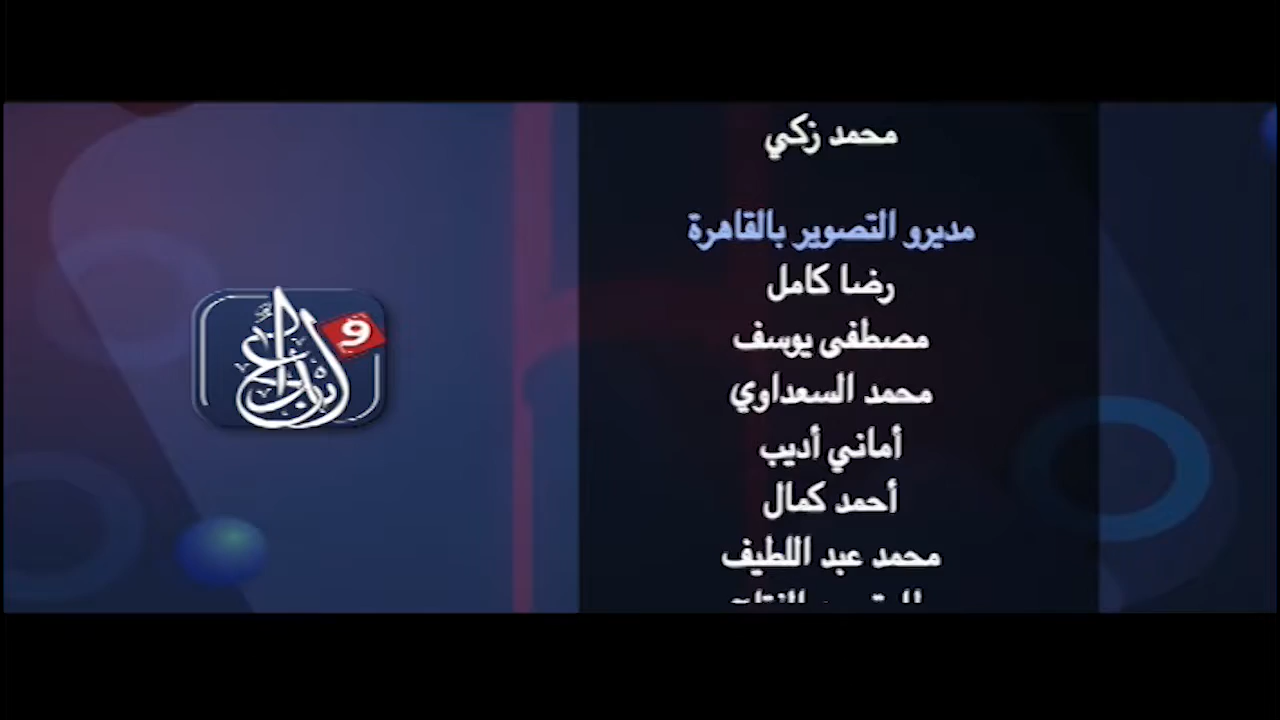 محمد زكي
مديرو التصوير بالقاهرة
رضا كامل
مصطفى يوسف
محمد السعداوي
أماني أديب
أحمد كمال
محمد عبد اللطيف
و